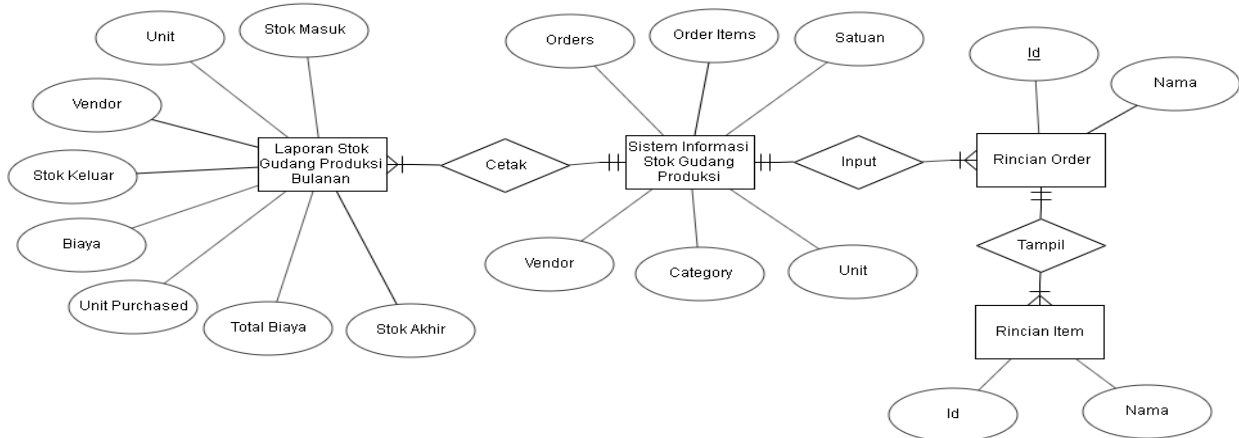 Stok Masuk
Unit
Vendor
Stok Keluar
Biaya
Unit Purchased
Total Biaya
Stok Akhir
Laporan Stok
Gudang Produksi
Bulanan
Cetak
Orders
Order Items
Satuan
Sistem Informasi
Stok Gudang
Produksi
Vendor
Category
Unit
Input
Id
Nama
Rincian Order
Tampil
Rincian Item
Id
Nama